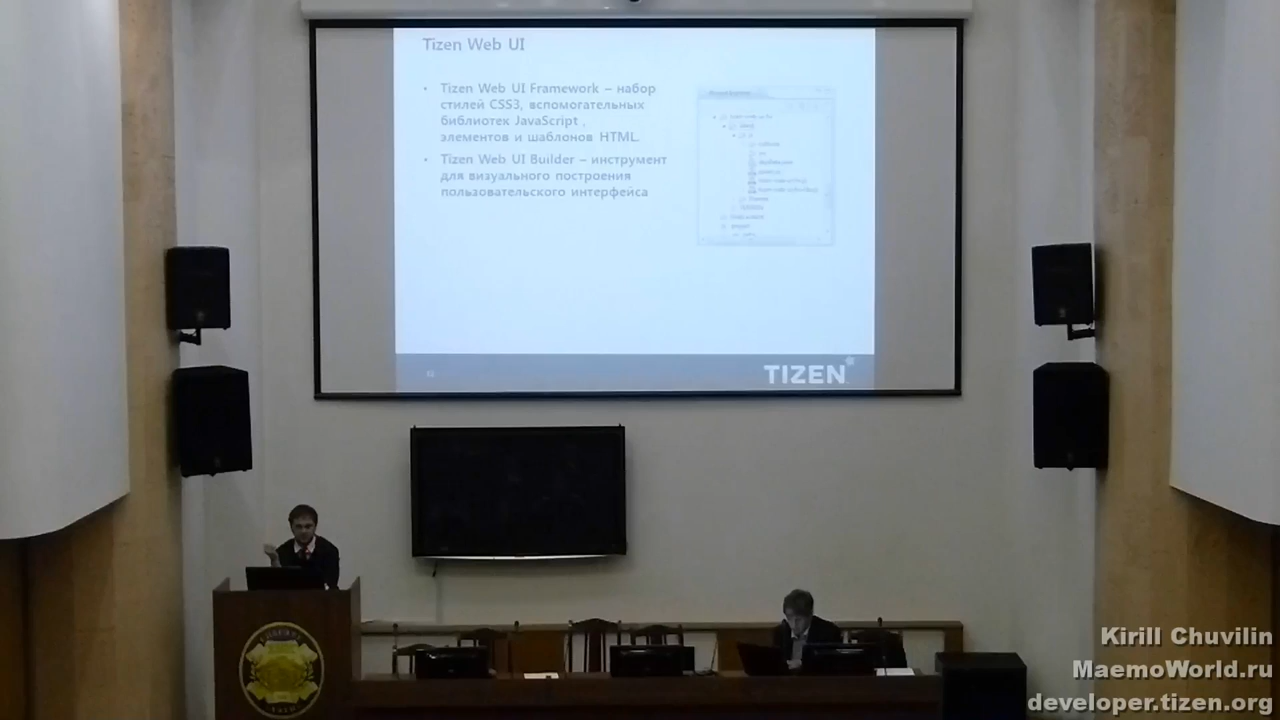 Tizen Web UI
• Tizen Web UI Framework – набор
стилей CSS3, вспомогательных
библиотек JavaScript ,
элементов и шаблонов HTML.
• Tizen Web UI Builder – инструмент
для визуального построения
пользовательского интерфейса
TIZEN
Kirill Chuvilin
MaemoWorld.ru
developer.tizen.org